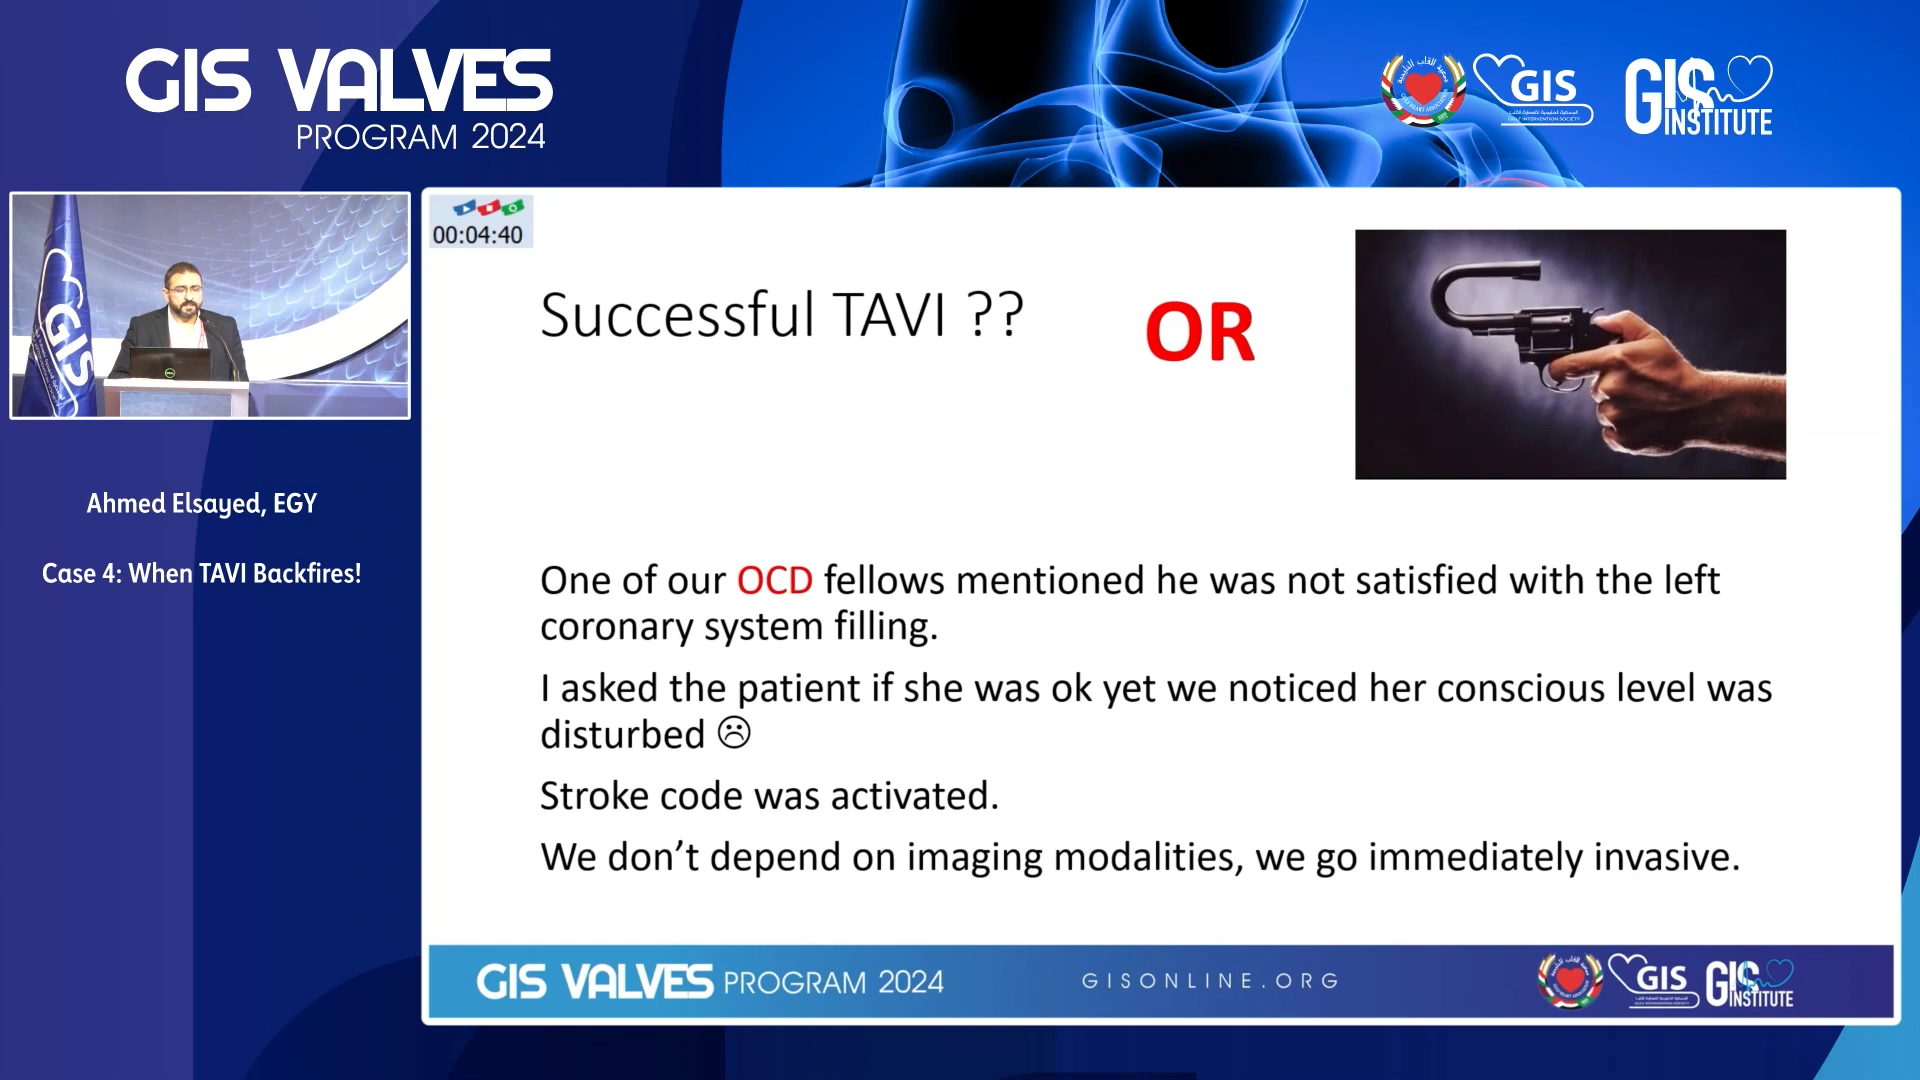 GIS VALVES
PROGRAM 2024
GIS
GIS
INSTITUTE
GIS
00:04:40
Successful TAVI ??
OR
Ahmed Elsayed, EGY
Case 4: When TAVI Backfires!
One of our OCD fellows mentioned he was not satisfied with the left
coronary system filling.
I asked the patient if she was ok yet we noticed her conscious level was
disturbed ☹
Stroke code was activated.
We don’t depend on imaging modalities, we go immediately invasive.
GIS VALVES PROGRAM 2024
GISONLINE.ORG
GIS
GIS
INSTITUTE